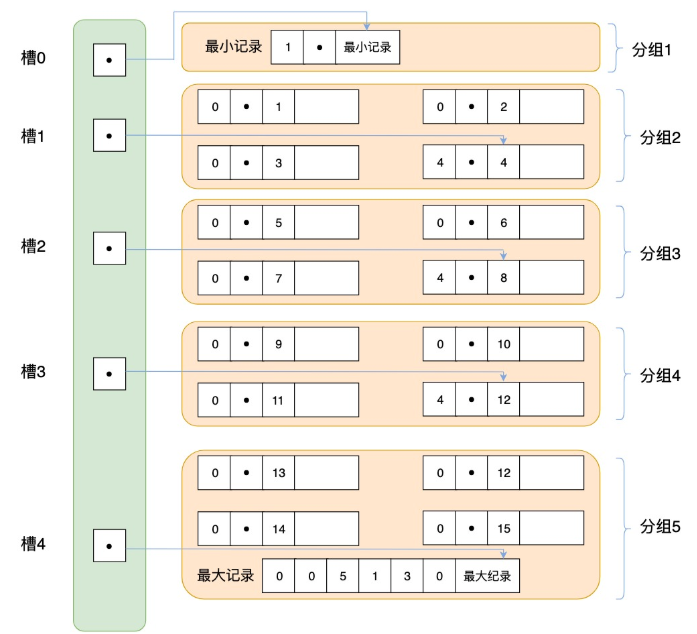 槽0
最小记录 1 • 最小记录
分组1
0 • 1
0 • 2
槽1
分组2
0 • 3
4 • 4
0 • 5
0 • 6
槽2
分组3
0 • 7
4 • 8
0 • 9
0 • 10
槽3
分组4
0 • 11
4 • 12
0 • 13
0 • 12
0 • 14
0 • 15
分组5
槽4
最大记录 0 0 5 1 3 0 最大纪录